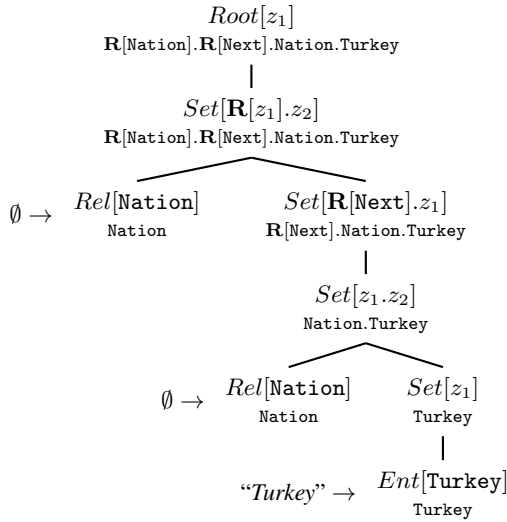 Root[z₁]
R[Nation].R[Next].Nation.Turkey
Set[R[z₁].z₂]
R[Nation].R[Next].Nation.Turkey
∅ → Rel[Nation] Set[R[Next].z₁]
Nation R[Next].Nation.Turkey
Set[z₁.z₂]
Nation.Turkey
∅ → Rel[Nation] Set[z₁]
Nation Turkey
“Turkey” → Ent[Turkey]
Turkey